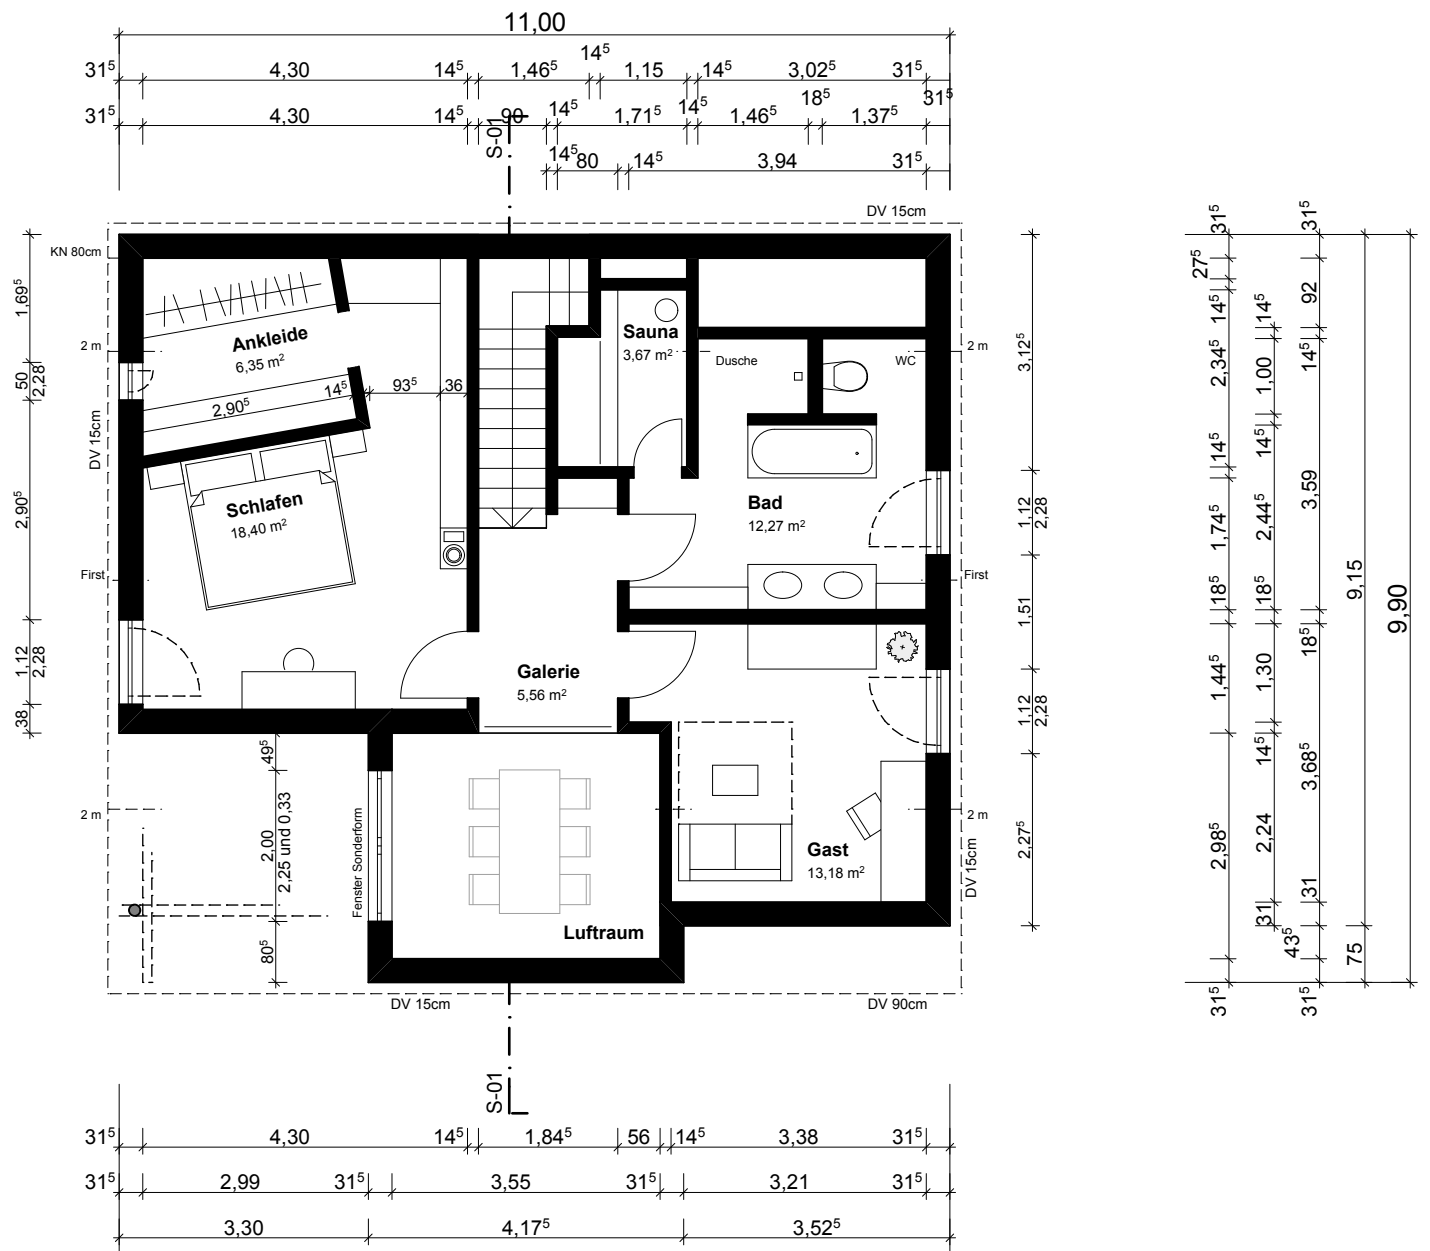 11,00
14⁵
31⁵ 4,30 14⁵ 1,46⁵ 1,15 14⁵ 3,02⁵ 31⁵
18⁵ 31⁵
31⁵ 4,30 14⁵ 90 14⁵ 1,71⁵ 14⁵ 1,46⁵ 1,37⁵
S-01
14⁵ 80 14⁵ 3,94 31⁵
DV 15cm
KN 80cm
1,69⁵
2 m
50
2,28
DV 15cm
2,90⁵
First
1,12
2,28
38
2 m
Ankleide
6,35 m²
14⁵ 93⁵ 36
2,90⁵
Schlafen
18,40 m²
Sauna
3,67 m²
Dusche
WC
Bad
12,27 m²
Galerie
5,56 m²
Gast
13,18 m²
Luftraum
Fenster Sonderform
49⁵
2,00
2,25 und 0,33
80⁵
2 m
3,12⁵
1,12
2,28
First
1,51
1,12
2,28
2 m
2,27⁵
DV 15cm
31⁵ 31⁵
27⁵
14⁵ 14⁵ 92
2,34⁵ 1,00 14⁵
14⁵ 14⁵ 3,59
1,74⁵ 2,44⁵
9,15
9,90
18⁵ 18⁵ 18⁵
1,44⁵ 1,30
14⁵ 3,68⁵
2,98⁵ 2,24
31 31
43⁵ 75
31⁵ 31⁵
DV 15cm
DV 90cm
S-01
31⁵ 4,30 14⁵ 1,84⁵ 56 14⁵ 3,38 31⁵
31⁵ 2,99 31⁵ 3,55 31⁵ 3,21 31⁵
3,30 4,17⁵ 3,52⁵